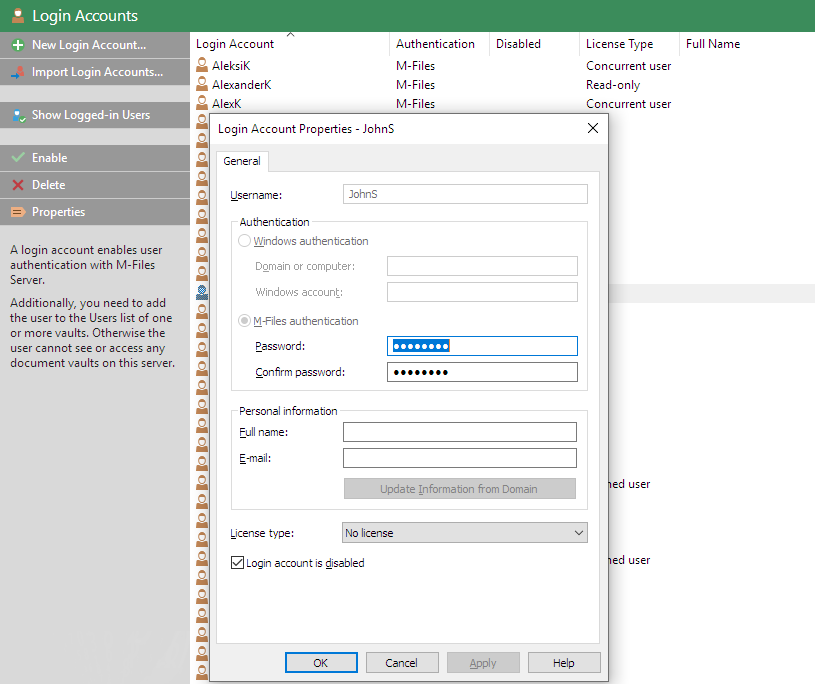 Login Accounts
New Login Account...
Import Login Accounts...
Show Logged-in Users
Enable
Delete
Properties
A login account enables user
authentication with M-Files
Server.
Additionally, you need to add
the user to the Users list of one
or more vaults. Otherwise the
user cannot see or access any
document vaults on this server.
Login Account Authentication Disabled License Type Full Name
AleksiK M-Files Concurrent user
AlexanderK M-Files Read-only
AlexK M-Files Concurrent user
Login Account Properties - JohnS
General
Username: JohnS
Authentication
Windows authentication
Domain or computer:
Windows account:
M-Files authentication
Password: ●●●●●●●●
Confirm password: ●●●●●●●●
Personal information
Full name:
E-mail:
Update Information from Domain
License type: No license
Login account is disabled
OK Cancel Apply Help
ned user
ned user